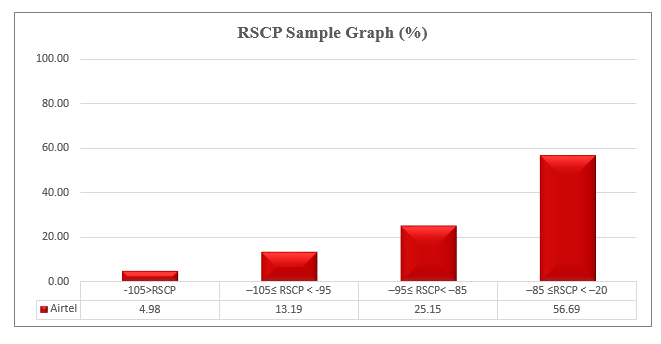 RSCP Sample Graph (%)
100.00
80.00
60.00
40.00
20.00
0.00
-105>RSCP –105≤ RSCP < -95 –95≤ RSCP< –85 –85 ≤RSCP < –20
Airtel 4.98 13.19 25.15 56.69